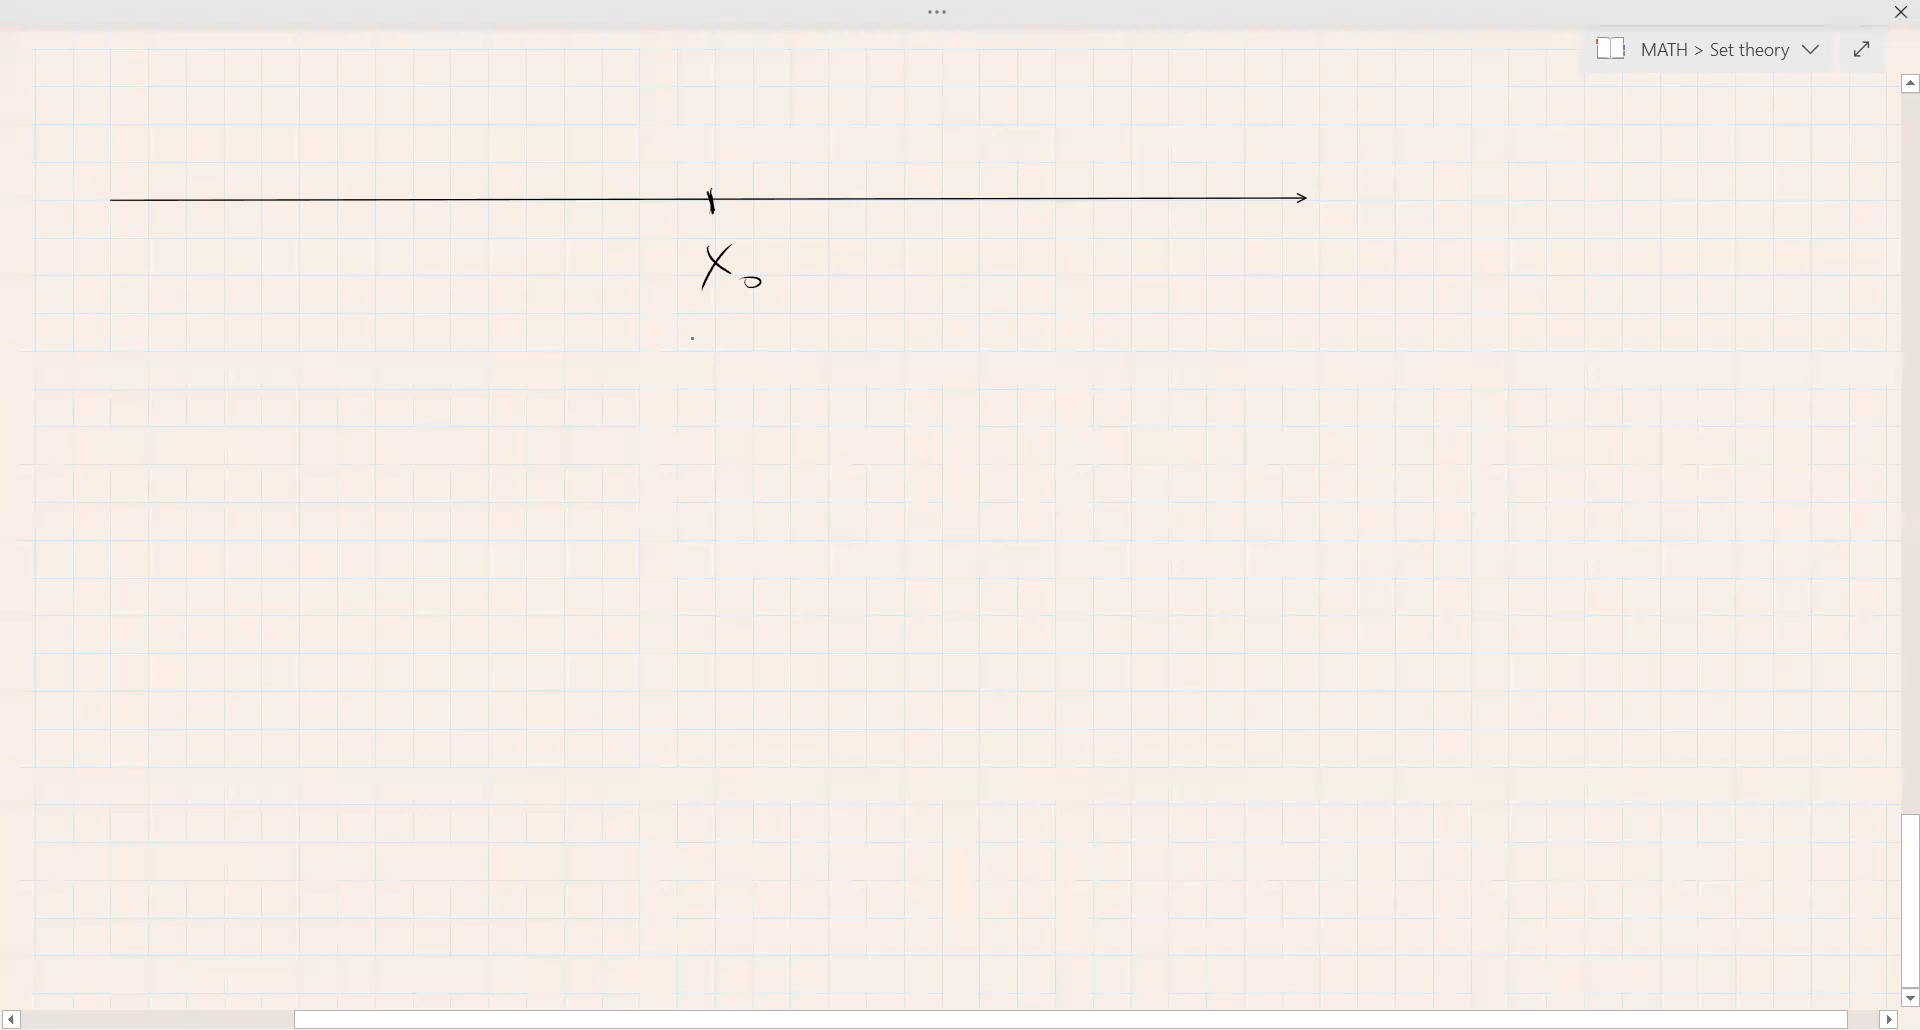 MATH > Set theory
X₀